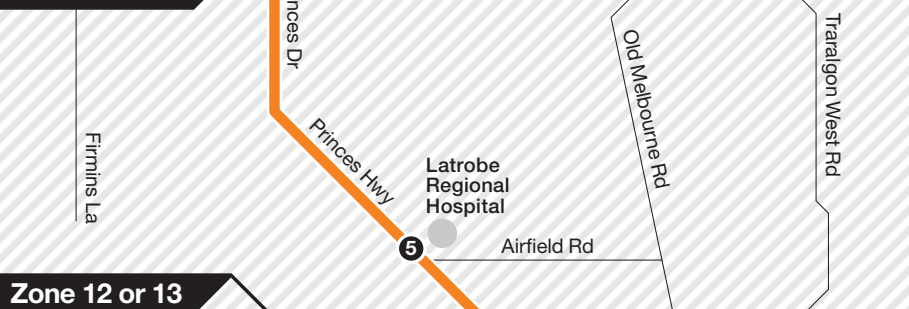 nces Dr
Old Melbourne Rd
Traralgon West Rd
Firmins La
Princes Hwy
Latrobe
Regional
Hospital
5
Airfield Rd
Zone 12 or 13